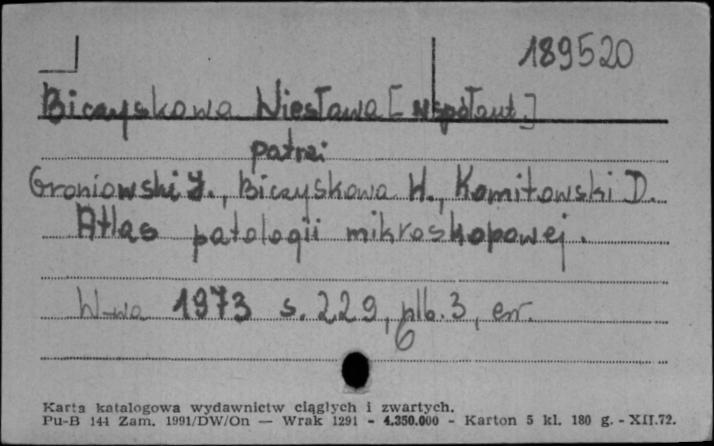 189520
Biczyskowa Wiesława [współaut.]
patrz:
Groniowski J., Biczyskowa W., Komitowski D.
Atlas patologii mikroskopowej.
W-wa 1973 s. 229, nlb. 3, err.
Karta katalogowa wydawnictw ciągłych i zwartych.
Pu-B 144 Zam. 1991/DW/On — Wrak 1291 - 4.350.000 - Karton 5 kl. 180 g. - XII.72.